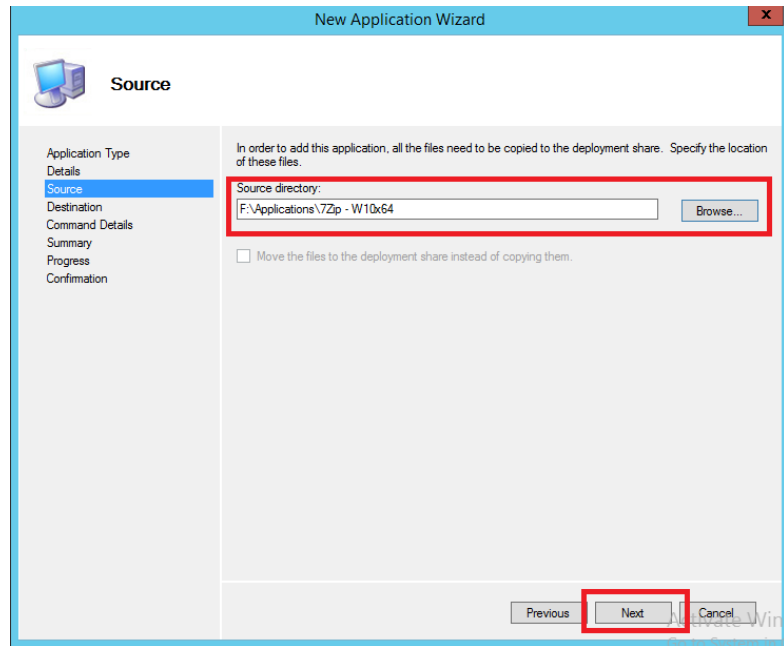 New Application Wizard
x
Source
Application Type
Details
Source
Destination
Command Details
Summary
Progress
Confirmation
In order to add this application, all the files need to be copied to the deployment share. Specify the location
of these files.
Source directory:
F:\Applications\7Zip - W10x64
Browse...
Move the files to the deployment share instead of copying them.
Previous
Next
Cancel
Activate Win